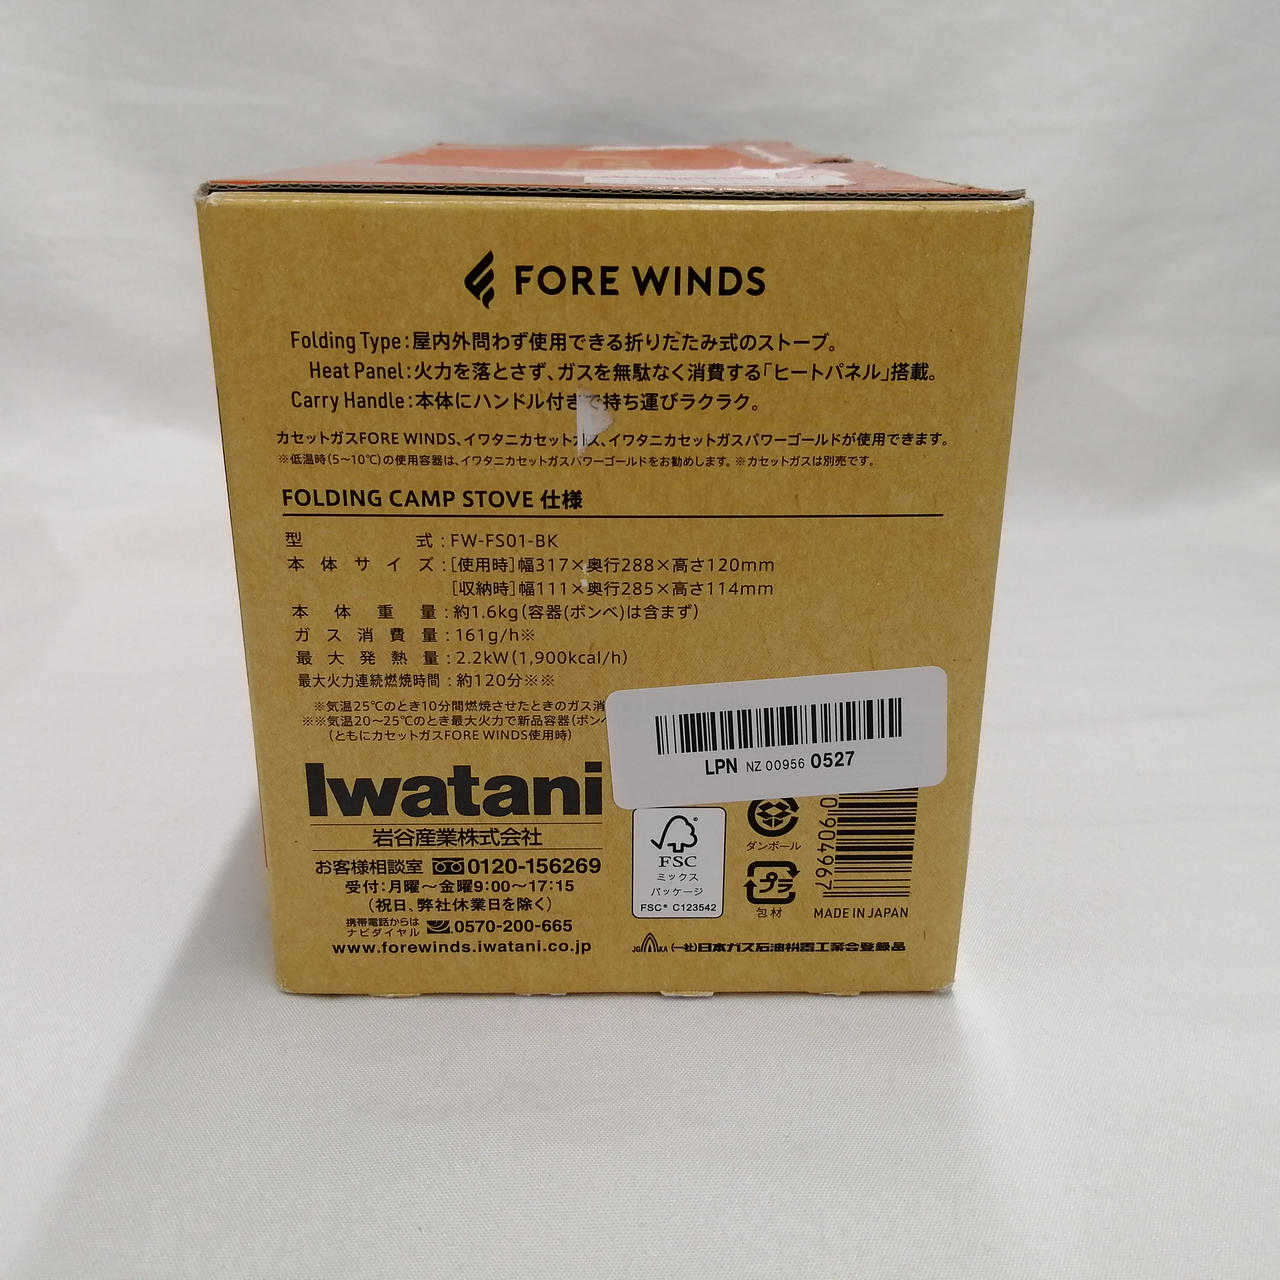 FORE WINDS
Folding Type:屋内外問わず使用できる折りたたみ式のストーブ。
Heat Panel:火力を落とさず、ガスを無駄なく消費する「ヒートパネル」搭載。
Carry Handle:本体にハンドル付きで持ち運びラクラク。
カセットガスFORE WINDS、イワタニカセットガス、イワタニカセットガスパワーゴールドが使用できます。
※低温時(5~10℃)の使用容器は、イワタニカセットガスパワーゴールドをお勧めします。※カセットガスは別売です。
FOLDING CAMP STOVE 仕様
型式:FW-FS01-BK
本体サイズ:[使用時]幅317×奥行288×高さ120mm
[収納時]幅111×奥行285×高さ114mm
本体重量:約1.6kg(容器(ボンベ)は含まず)
ガス消費量:161g/h※
最大発熱量:2.2kW(1,900kcal/h)
最大火力連続燃焼時間:約120分※※
※気温25℃のとき10分間燃焼させたときのガス消
※※気温20~25℃のとき最大火力で新品容器(ボンベ
(ともにカセットガスFORE WINDS使用時)
LPN NZ 00956 0527
Iwatani
岩谷産業株式会社
お客様相談室 0120-156269
受付:月曜~金曜9:00~17:15
(祝日、弊社休業日を除く)
携帯電話からは
ナビダイヤル 0570-200-665
www.forewinds.iwatani.co.jp
FSC
ミックス
パッケージ
FSC® C123542
ダンボール
プラ
包材
0904967
MADE IN JAPAN
JGKA (一社)日本ガス石油機器工業会登録品